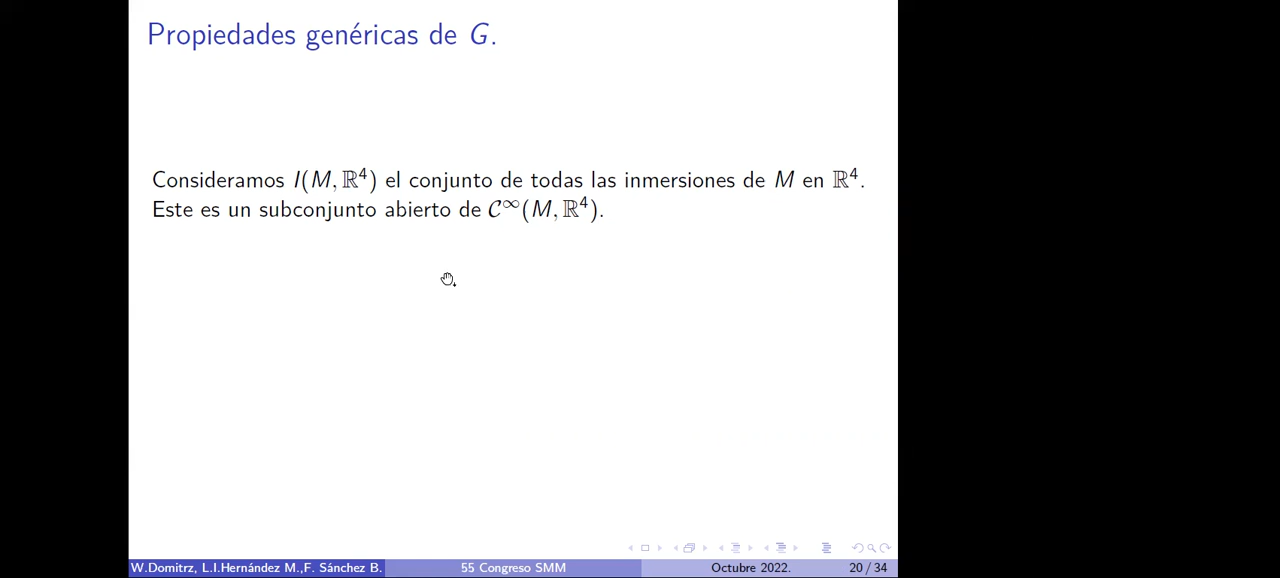 Propiedades genéricas de G.
Consideramos I(M, ℝ⁴) el conjunto de todas las inmersiones de M en ℝ⁴.
Este es un subconjunto abierto de 𝒞^∞(M, ℝ⁴).
W.Domitrz, L.I.Hernández M.,F. Sánchez B. 55 Congreso SMM Octubre 2022. 20 / 34